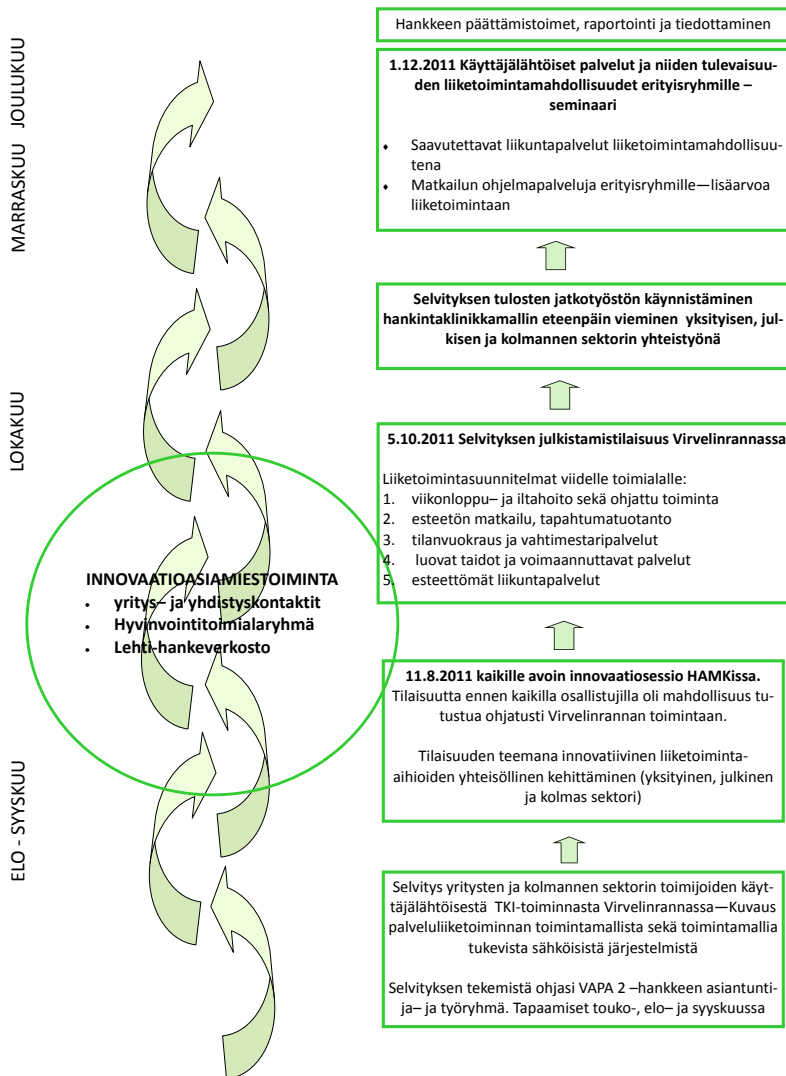 Hankkeen päättämistoimet, raportointi ja tiedottaminen
1.12.2011 Käyttäjälähtöiset palvelut ja niiden tulevaisuu-
den liiketoimintamahdollisuudet erityisryhmille –
seminaari
⬧ Saavutettavat liikuntapalvelut liiketoimintamahdollisuu-
tena
⬧ Matkailun ohjelmapalveluja erityisryhmille—lisäarvoa
liiketoimintaan
MARRASKUU JOULUKUU
Selvityksen tulosten jatkotyöstön käynnistäminen
hankintaklinikkamallin eteenpäin vieminen yksityisen, jul-
kisen ja kolmannen sektorin yhteistyönä
LOKAKUU
5.10.2011 Selvityksen julkistamistilaisuus Virvelinrannassa
Liiketoimintasuunnitelmat viidelle toimialalle:
1. viikonloppu– ja iltahoito sekä ohjattu toiminta
2. esteetön matkailu, tapahtumatuotanto
3. tilanvuokraus ja vahtimestaripalvelut
4. luovat taidot ja voimaannuttavat palvelut
5. esteettömät liikuntapalvelut
INNOVAATIOASIAMIESTOIMINTA
• yritys– ja yhdistyskontaktit
• Hyvinvointitoimialaryhmä
• Lehti-hankeverkosto
11.8.2011 kaikille avoin innovaatiosessio HAMKissa.
Tilaisuutta ennen kaikilla osallistujilla oli mahdollisuus tu-
tustua ohjatusti Virvelinrannan toimintaan.
Tilaisuuden teemana innovatiivinen liiketoiminta-
aihioiden yhteisöllinen kehittäminen (yksityinen, julkinen
ja kolmas sektori)
ELO - SYYSKUU
Selvitys yritysten ja kolmannen sektorin toimijoiden käyt-
täjälähtöisestä TKI-toiminnasta Virvelinrannassa—Kuvaus
palveluliiketoiminnan toimintamallista sekä toimintamallia
tukevista sähköisistä järjestelmistä
Selvityksen tekemistä ohjasi VAPA 2 –hankkeen asiantunti-
ja– ja työryhmä. Tapaamiset touko-, elo– ja syyskuussa